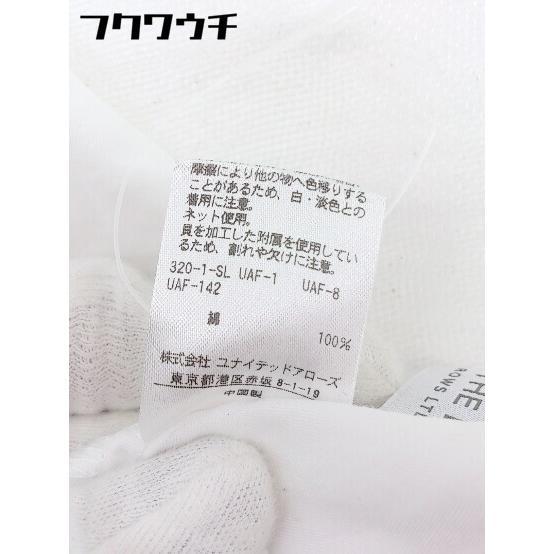 フクワウチ
摩擦により他の物へ色移りする
ことがあるため、白・淡色との
着用に注意。
ネット使用。
貝を加工した附属を使用してい
るため、割れや欠けに注意。
320-1-SL UAF-1 UAF-8
UAF-142
綿 100%
株式会社 ユナイテッドアローズ
東京都港区赤坂8-1-19
中国製
THE
ROWS LT